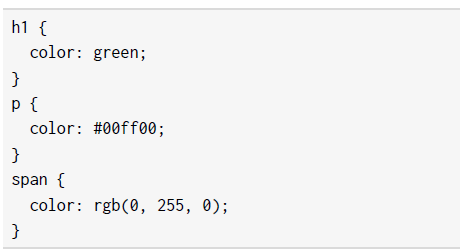 h1 {
  color: green;
}
p {
  color: #00ff00;
}
span {
  color: rgb(0, 255, 0);
}